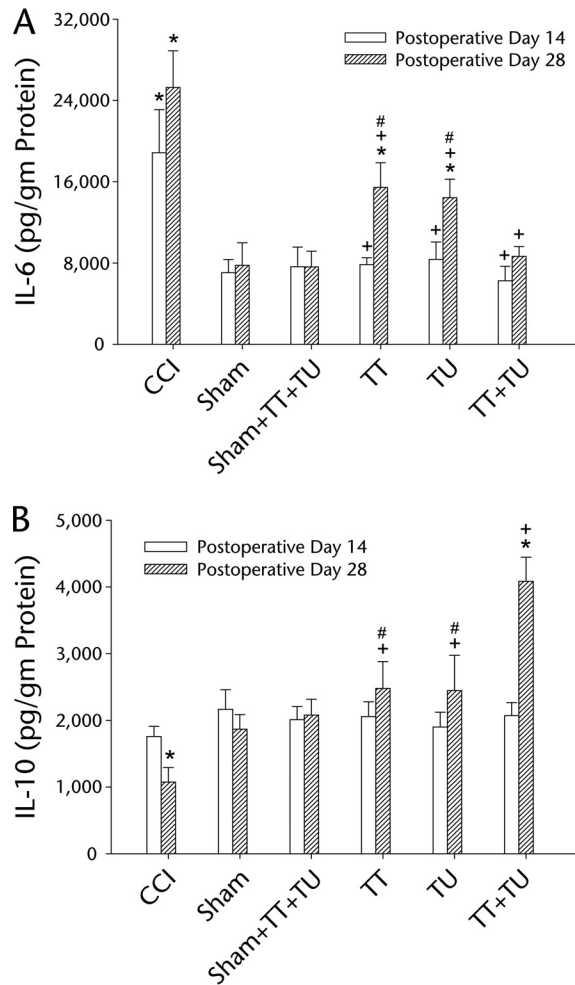 A
32,000
24,000
16,000
8,000
0
IL-6 (pg/gm Protein)
Postoperative Day 14
Postoperative Day 28
*
*
+
#
+
*
+
#
+
*
+
+
CCI
Sham
Sham+TT+TU
TT
TU
TT+TU
B
5,000
4,000
3,000
2,000
1,000
0
IL-10 (pg/gm Protein)
Postoperative Day 14
Postoperative Day 28
*
#
+
#
+
+
*
CCI
Sham
Sham+TT+TU
TT
TU
TT+TU